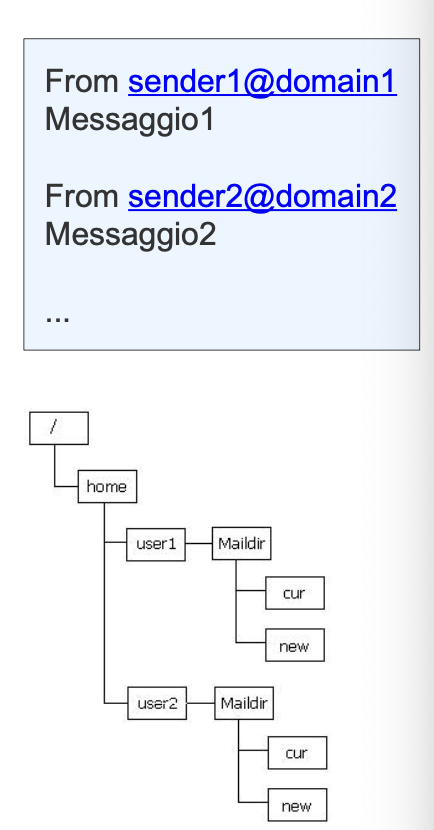 From sender1@domain1
Messaggio1
From sender2@domain2
Messaggio2
...
/
home
user1
Maildir
cur
new
user2
Maildir
cur
new